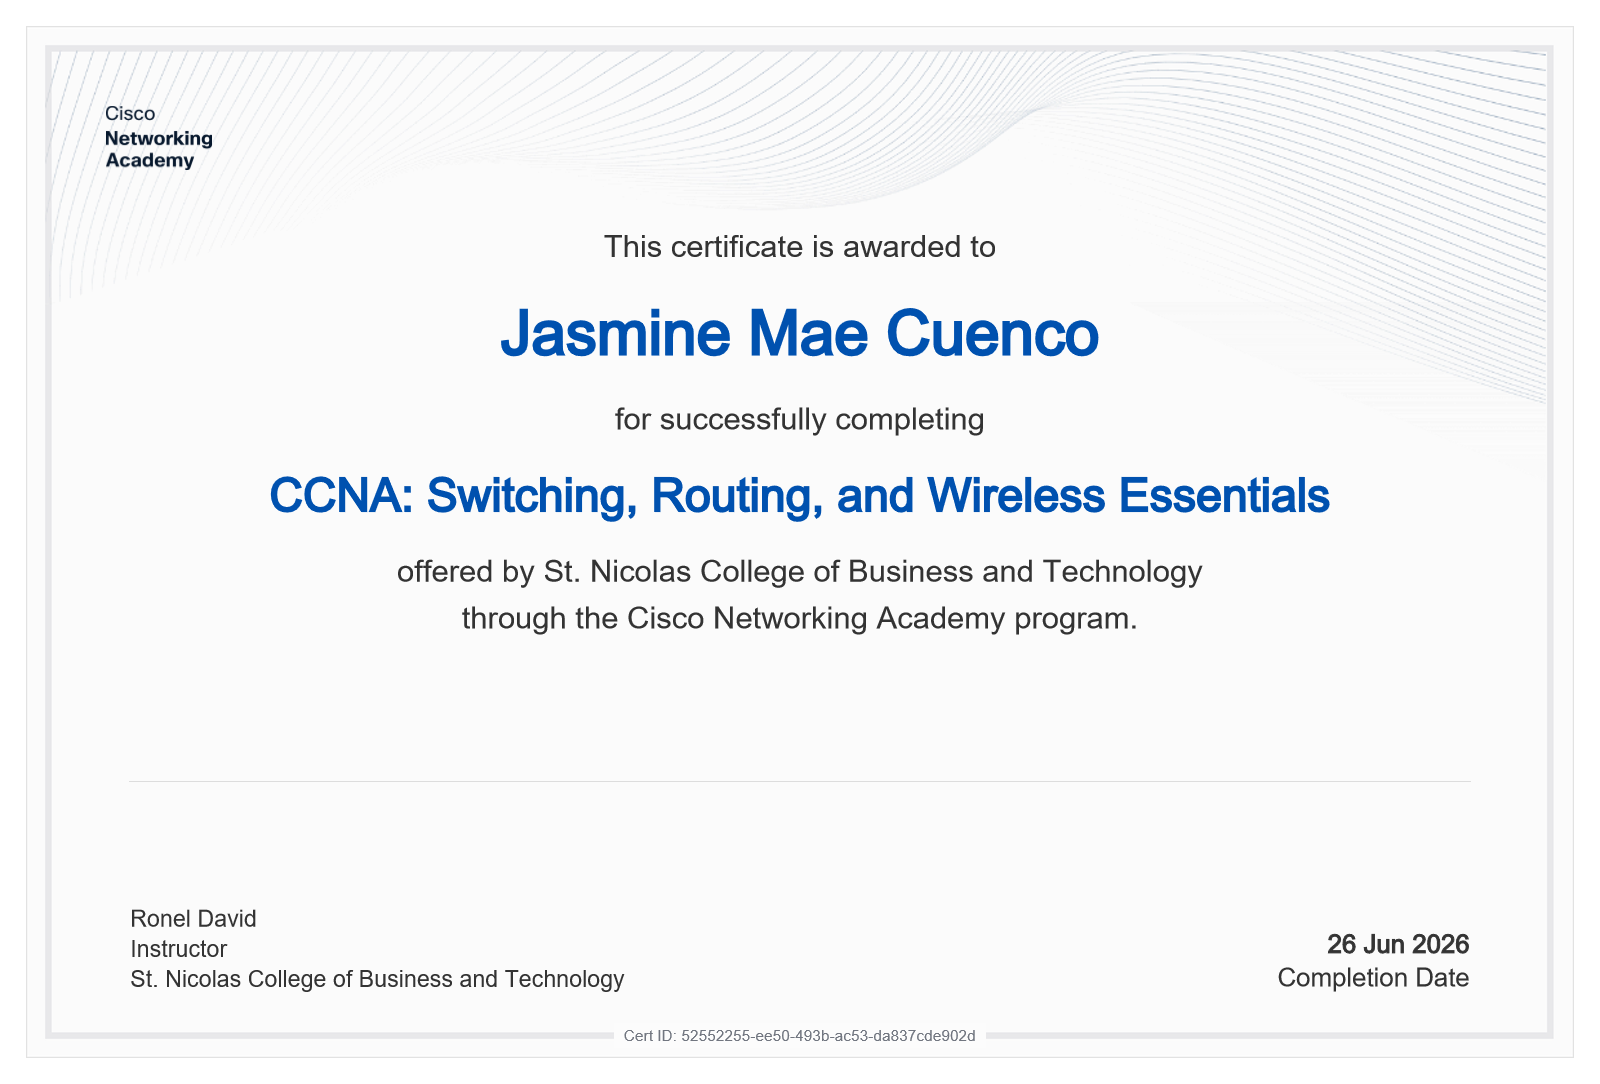 Cisco
Networking
Academy
This certificate is awarded to
Jasmine Mae Cuenco
for successfully completing
CCNA: Switching, Routing, and Wireless Essentials
offered by St. Nicolas College of Business and Technology
through the Cisco Networking Academy program.
Ronel David
Instructor
St. Nicolas College of Business and Technology
26 Jun 2026
Completion Date
Cert ID: 52552255-ee50-493b-ac53-da837cde902d